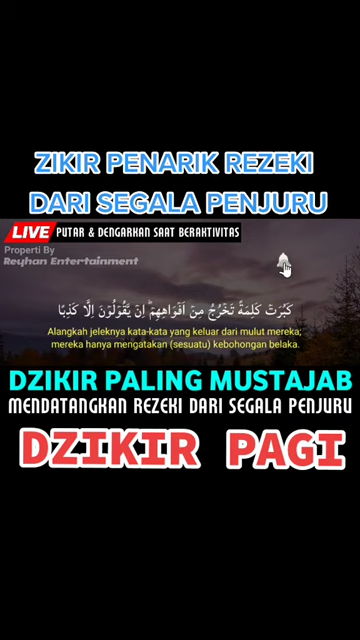 ZIKIR PENARIK REZEKI
DARI SEGALA PENJURU
LIVE PUTAR & DENGARKAN SAAT BERAKTIVITAS
Properti By
Reyhan Entertainment
كَبُرَتْ كَلِمَةً تَخْرُجُ مِنْ اَفْوَاهِهِمْۗ اِنْ يَّقُوْلُوْنَ اِلَّا كَذِبًا
Alangkah jeleknya kata-kata yang keluar dari mulut mereka;
mereka hanya mengatakan (sesuatu) kebohongan belaka.
DZIKIR PALING MUSTAJAB
MENDATANGKAN REZEKI DARI SEGALA PENJURU
DZIKIR PAGI